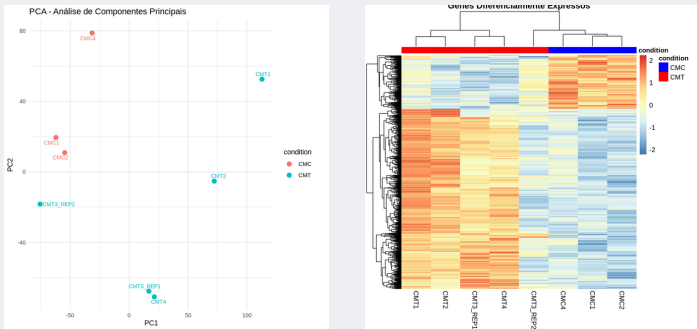 PCA - Análise de Componentes Principais
80
40
0
-40
-50
0
50
100
PC1
PC2
CMC4
CMT1
CMC1
CMC2
CMT2
CMT3_REP2
CMT3_REP1
CMT4
condition
CMC
CMT
Genes Diferencialmente Expressos
condition
2
1
0
-1
-2
condition
CMC
CMT
CMT1
CMT2
CMT3_REP1
CMT4
CMT3_REP2
CMC4
CMC1
CMC2